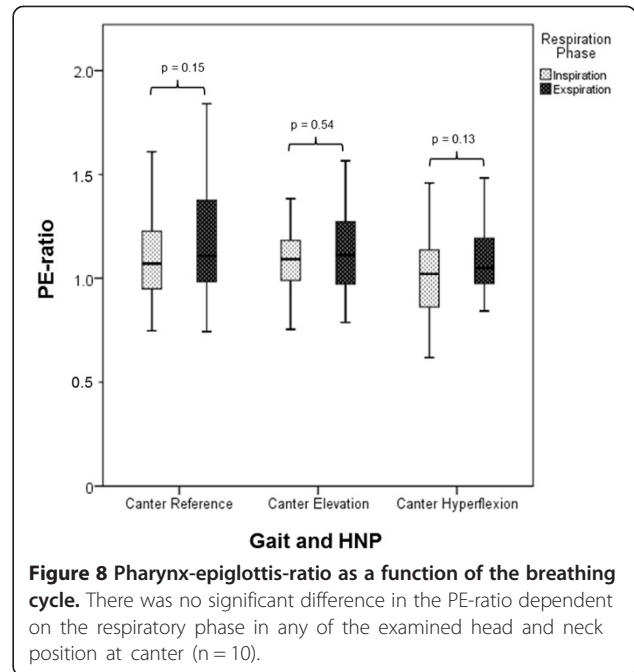 Respiration
Phase
Inspiration
Exspiration
p = 0.15
p = 0.54
p = 0.13
2.0
1.5
1.0
0.5
0
PE-ratio
Canter Reference
Canter Elevation
Canter Hyperflexion
Gait and HNP
Figure 8 Pharynx-epiglottis-ratio as a function of the breathing
cycle. There was no significant difference in the PE-ratio dependent
on the respiratory phase in any of the examined head and neck
position at canter (n = 10).